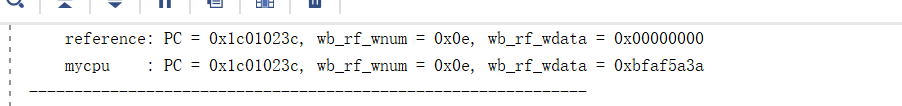 reference: PC = 0x1c01023c, wb_rf_wnum = 0x0e, wb_rf_wdata = 0x00000000
mycpu    : PC = 0x1c01023c, wb_rf_wnum = 0x0e, wb_rf_wdata = 0xbfaf5a3a
--------------------------------------------------------------